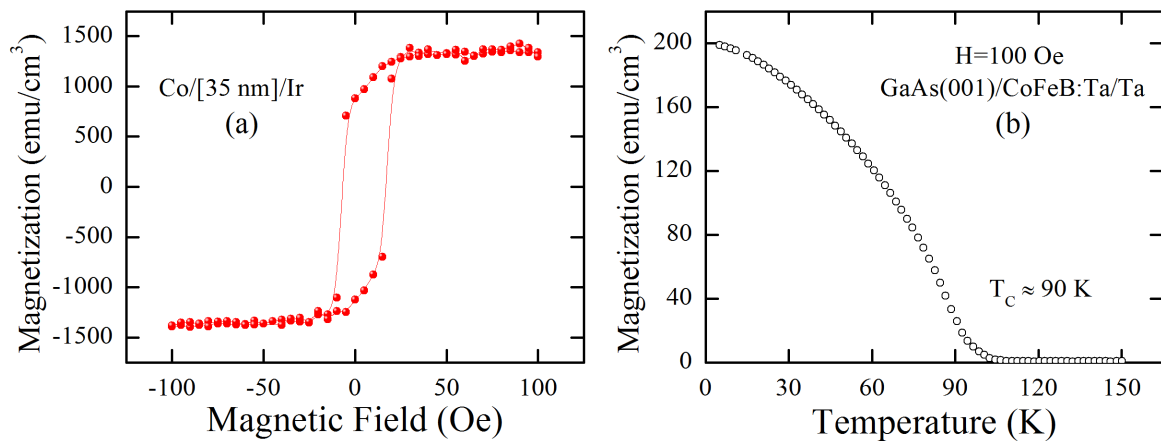 1500
1000
500
0
-500
-1000
-1500
Magnetization (emu/cm³)
Co/[35 nm]/Ir
(a)
-100 -50 0 50 100
Magnetic Field (Oe)
200
160
120
80
40
0
Magnetization (emu/cm³)
H=100 Oe
GaAs(001)/CoFeB:Ta/Ta
(b)
T_C ≈ 90 K
0 30 60 90 120 150
Temperature (K)